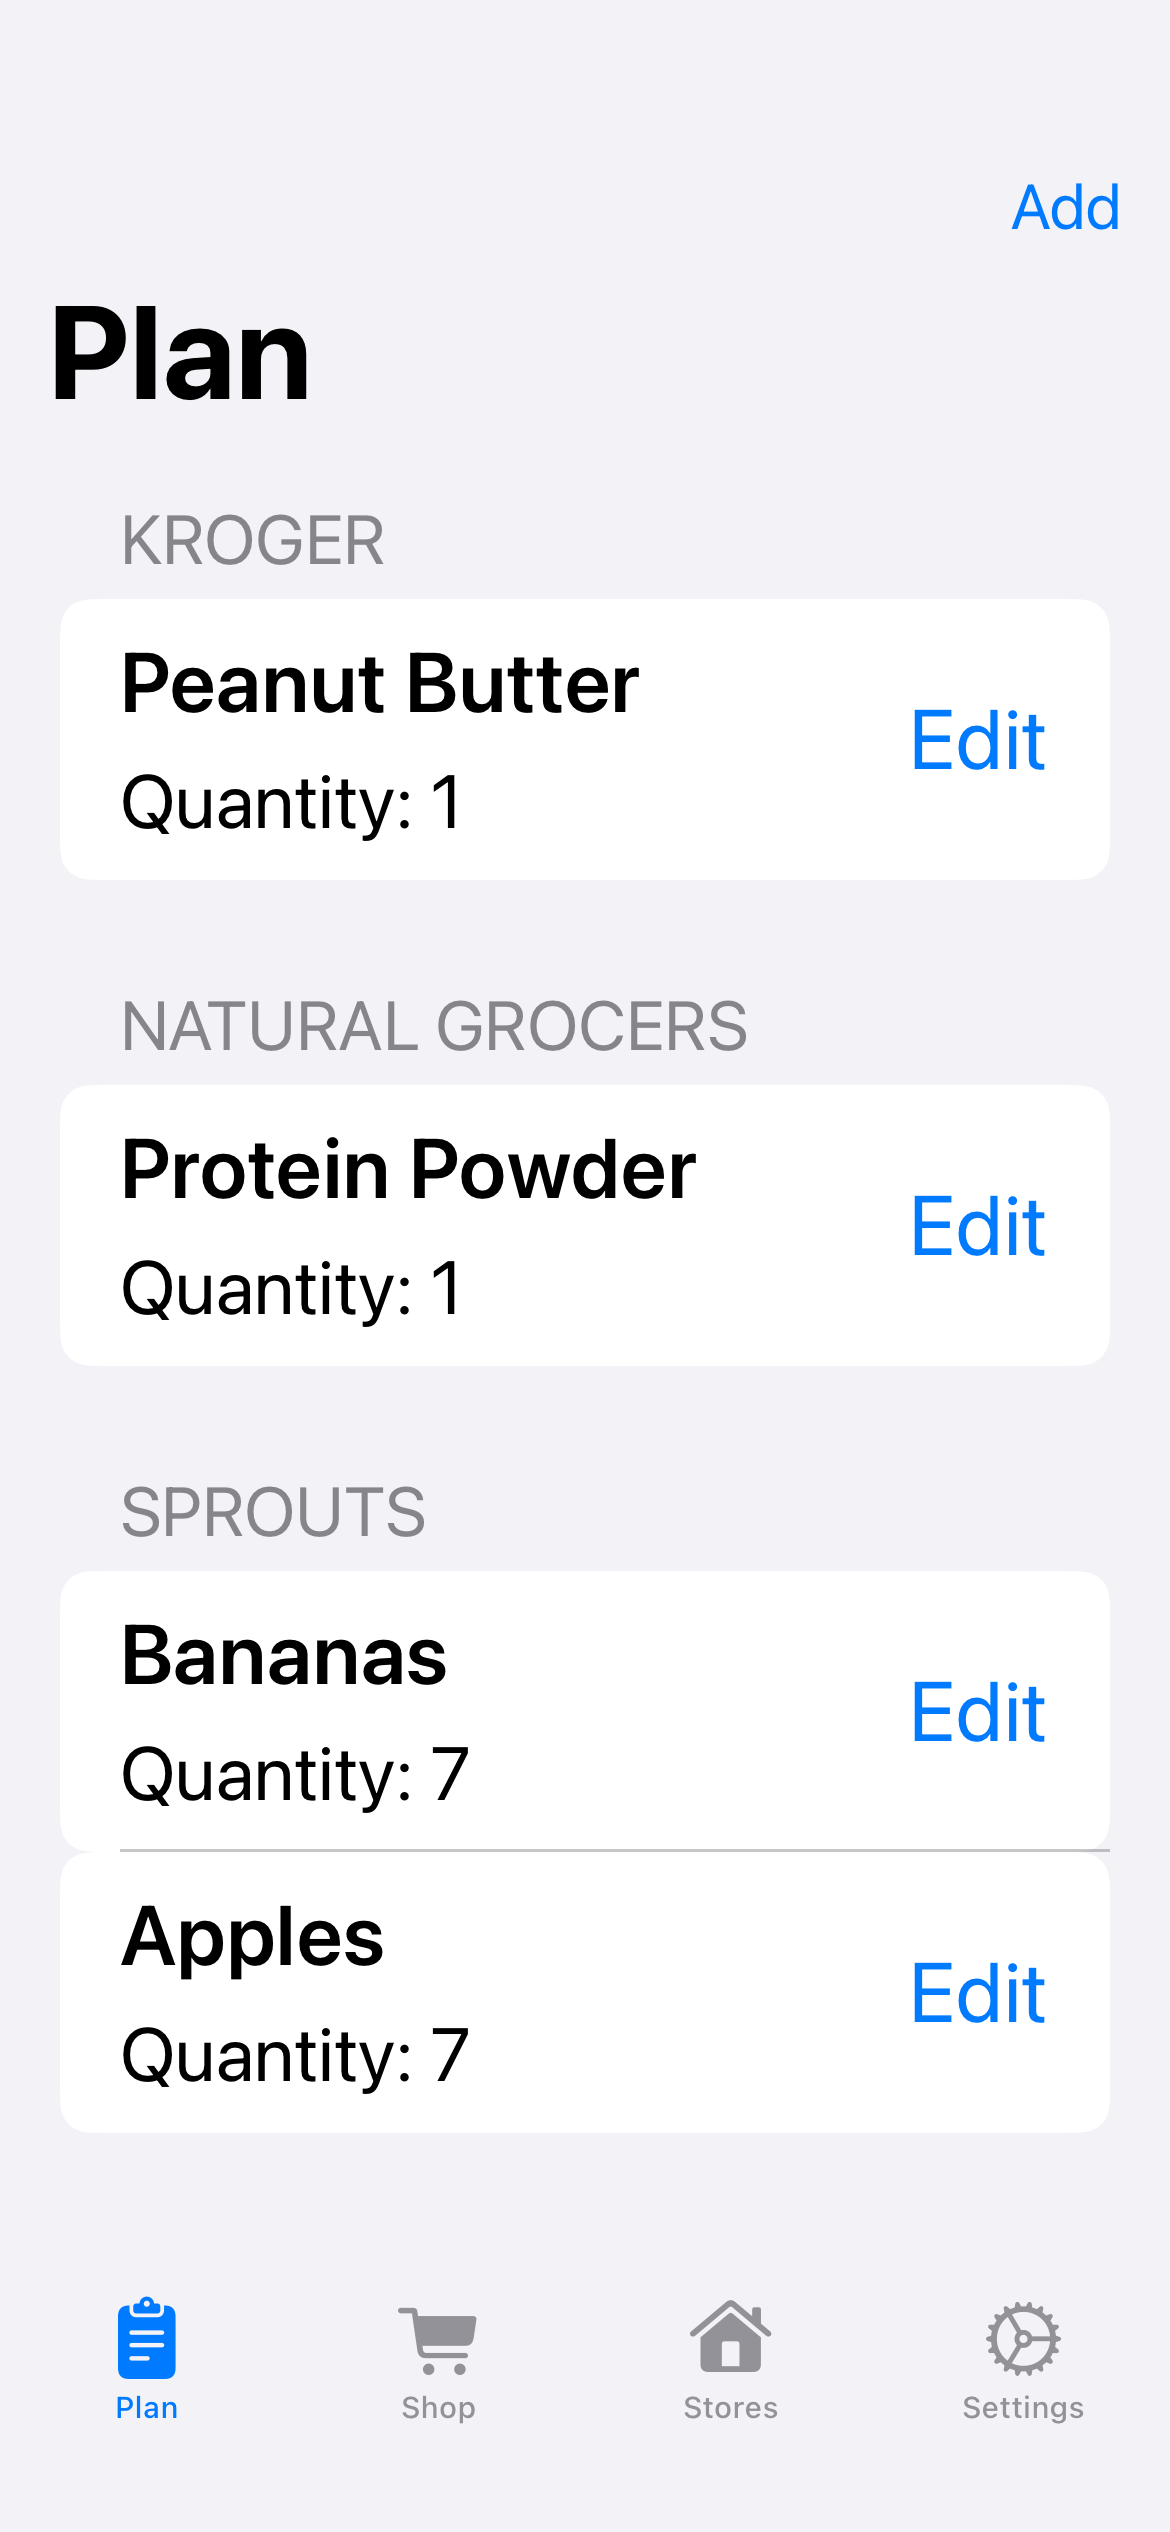 Add
Plan
KROGER
Peanut Butter
Edit
Quantity: 1
NATURAL GROCERS
Protein Powder
Edit
Quantity: 1
SPROUTS
Bananas
Edit
Quantity: 7
Apples
Edit
Quantity: 7
Plan
Shop
Stores
Settings